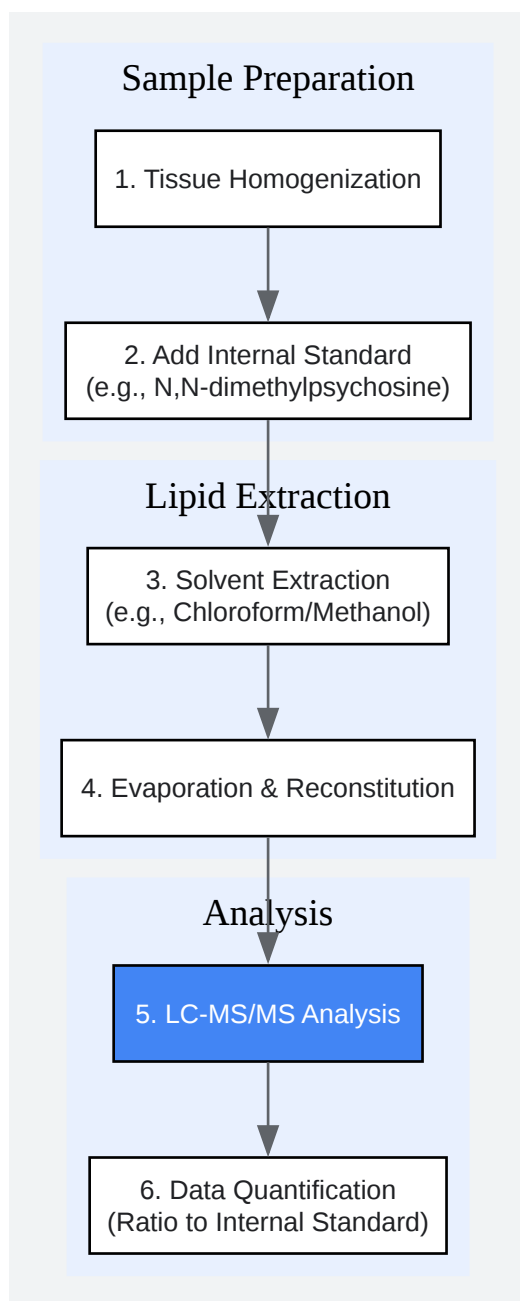 Sample Preparation
1. Tissue Homogenization
2. Add Internal Standard
(e.g., N,N-dimethylpsychosine)
Lipid Extraction
3. Solvent Extraction
(e.g., Chloroform/Methanol)
4. Evaporation & Reconstitution
Analysis
5. LC-MS/MS Analysis
6. Data Quantification
(Ratio to Internal Standard)